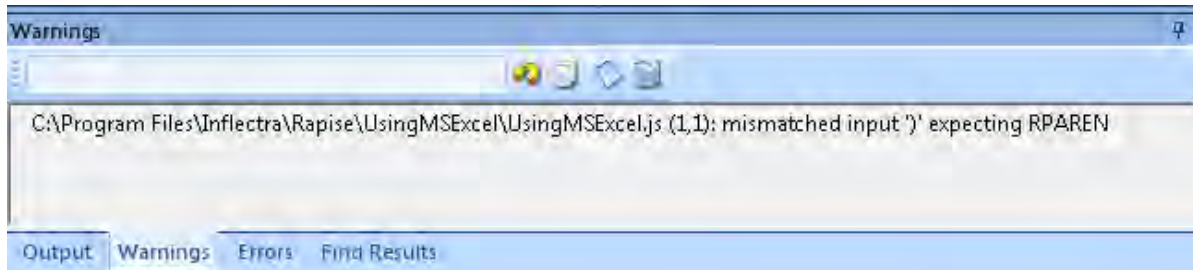 Warnings
C:\Program Files\Inflectra\Rapise\UsingMSExcel\UsingMSExcel.js (1,1): mismatched input ')' expecting RPAREN
Output Warnings Errors Find Results